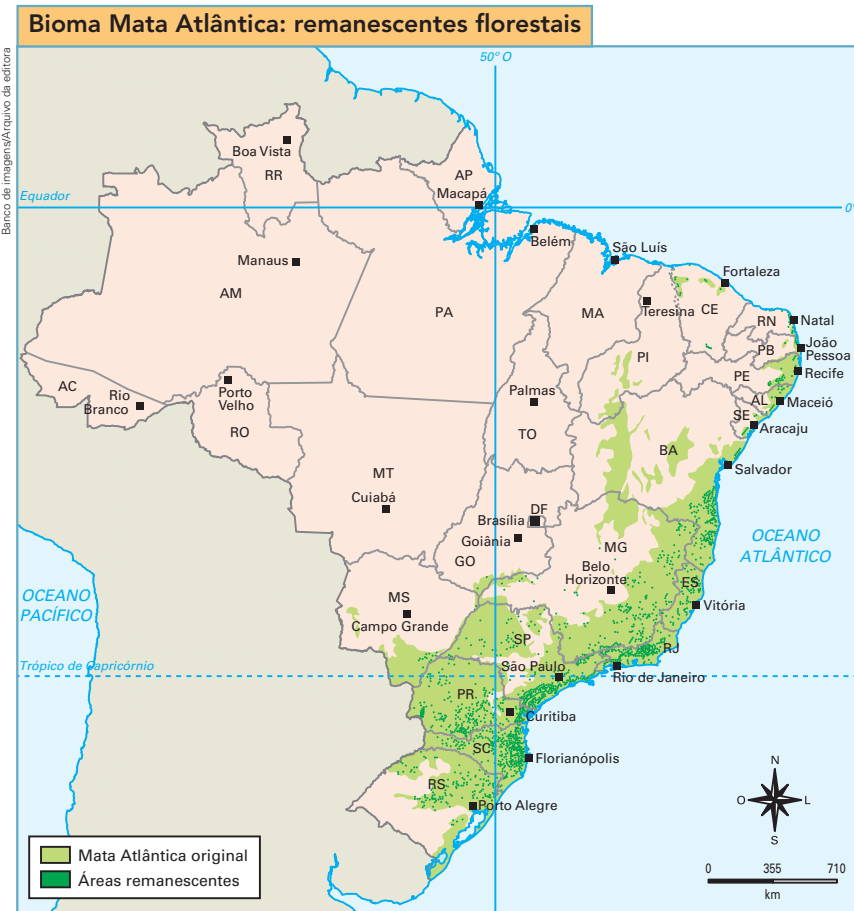 Bioma Mata Atlântica: remanescentes florestais
Banco de imagens/Arquivo da editora
50° O
Boa Vista
RR
AP
Macapá
Equador
0°
Belém
São Luís
Manaus
Fortaleza
AM
PA
MA
Teresina
CE
RN
Natal
PI
PB
João
Pessoa
PE
Recife
AC
Rio
Branco
Porto
Velho
Palmas
AL
Maceió
RO
TO
SE
Aracaju
BA
MT
Salvador
Cuiabá
DF
Brasília
Goiânia
GO
MG
OCEANO
ATLÂNTICO
Belo
Horizonte
ES
OCEANO
PACÍFICO
MS
Campo Grande
Vitória
SP
RJ
Trópico de Capricórnio
São Paulo
Rio de Janeiro
PR
Curitiba
SC
Florianópolis
RS
Porto Alegre
N
O
L
S
Mata Atlântica original
Áreas remanescentes
0
355
710
km